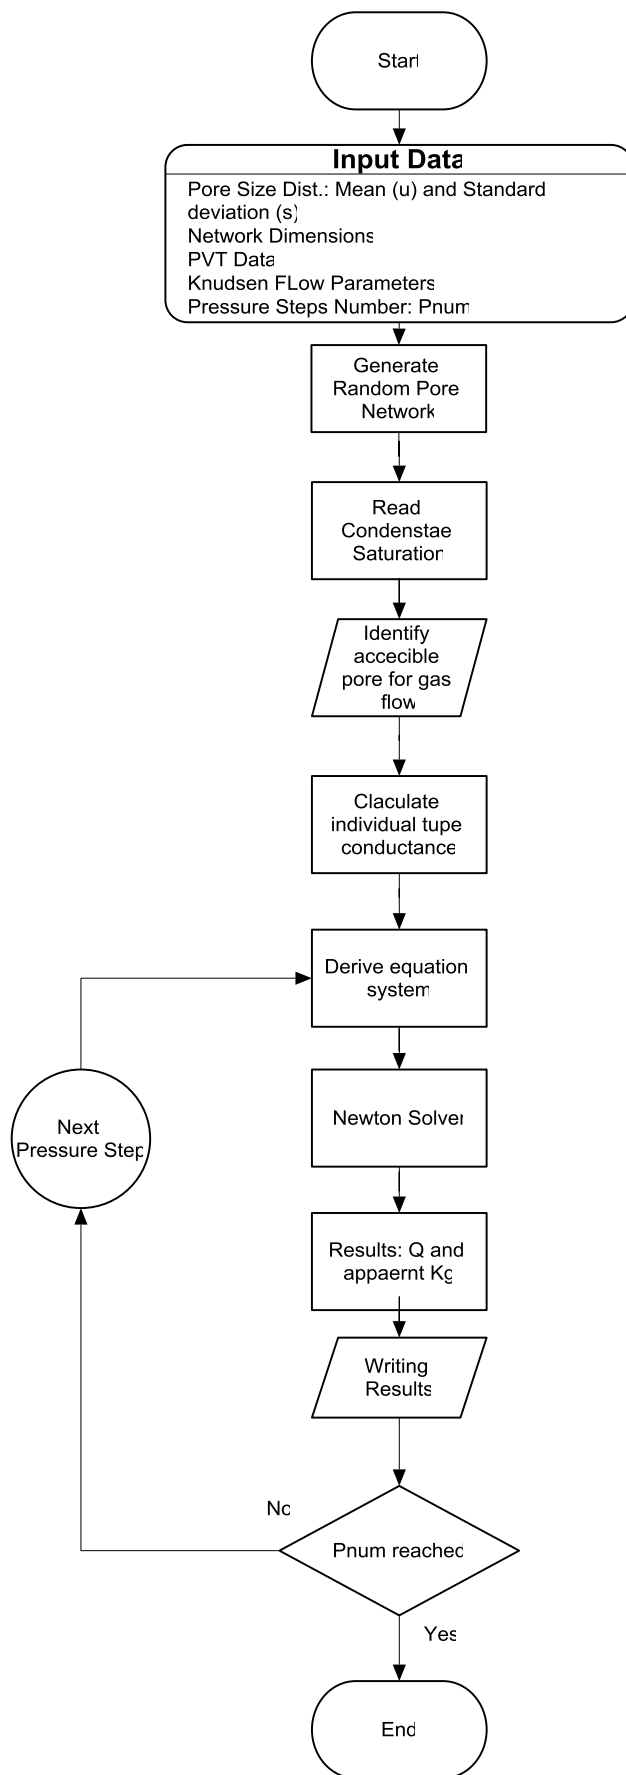 Start
Input Data
Pore Size Dist.: Mean (u) and Standard
deviation (s)
Network Dimensions
PVT Data
Knudsen FLow Parameters
Pressure Steps Number: Pnum
Generate
Random Pore
Network
Read
Condenstae
Saturation
Identify
accecible
pore for gas
flow
Claculate
individual tupe
conductance
Derive equation
system
Newton Solver
Next
Pressure Step
Results: Q and
appaernt Kg
Writing
Results
No
Pnum reached
Yes
End